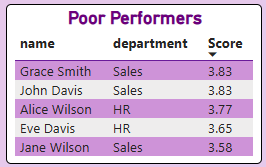 Poor Performers
name department Score
Grace Smith Sales 3.83
John Davis Sales 3.83
Alice Wilson HR 3.77
Eve Davis HR 3.65
Jane Wilson Sales 3.58